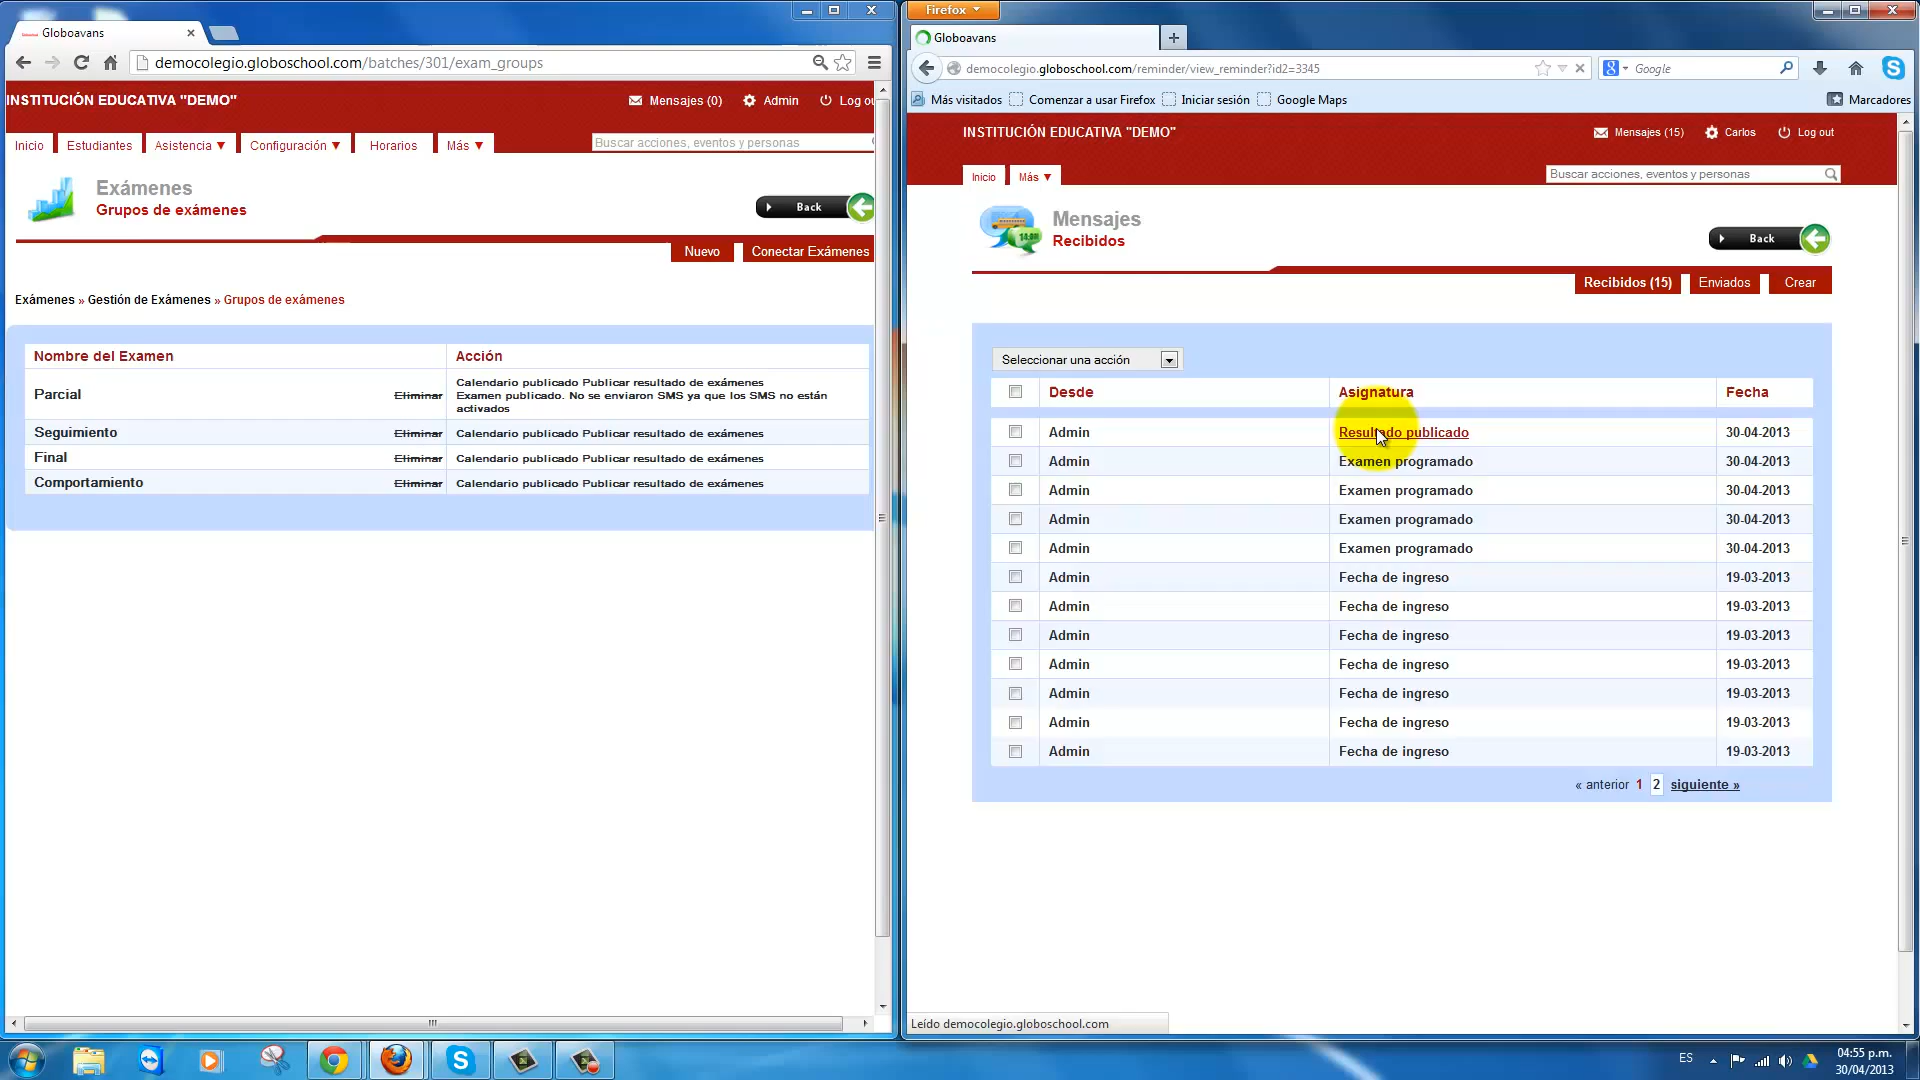 Globoavans
democolegio.globoschool.com/batches/301/exam_groups
INSTITUCIÓN EDUCATIVA "DEMO"
Mensajes (0)
Admin
Log ou
Inicio
Estudiantes
Asistencia ▼
Configuración ▼
Horarios
Más ▼
Buscar acciones, eventos y personas
Exámenes
Grupos de exámenes
Back
Nuevo
Conectar Exámenes
Exámenes » Gestión de Exámenes » Grupos de exámenes
Nombre del Examen
Acción
Parcial
Eliminar
Calendario publicado Publicar resultado de exámenes
Examen publicado. No se enviaron SMS ya que los SMS no están
activados
Seguimiento
Eliminar
Calendario publicado Publicar resultado de exámenes
Final
Eliminar
Calendario publicado Publicar resultado de exámenes
Comportamiento
Eliminar
Calendario publicado Publicar resultado de exámenes
Firefox
Globoavans
democolegio.globoschool.com/reminder/view_reminder?id2=3345
Google
Más visitados
Comenzar a usar Firefox
Iniciar sesión
Google Maps
Marcadores
INSTITUCIÓN EDUCATIVA "DEMO"
Mensajes (15)
Carlos
Log out
Inicio
Más ▼
Buscar acciones, eventos y personas
Mensajes
Recibidos
Back
Recibidos (15)
Enviados
Crear
Seleccionar una acción
Desde
Asignatura
Fecha
Admin Resultado publicado 30-04-2013
Admin Examen programado 30-04-2013
Admin Examen programado 30-04-2013
Admin Examen programado 30-04-2013
Admin Examen programado 30-04-2013
Admin Fecha de ingreso 19-03-2013
Admin Fecha de ingreso 19-03-2013
Admin Fecha de ingreso 19-03-2013
Admin Fecha de ingreso 19-03-2013
Admin Fecha de ingreso 19-03-2013
Admin Fecha de ingreso 19-03-2013
Admin Fecha de ingreso 19-03-2013
« anterior 1 2 siguiente »
Leído democolegio.globoschool.com
ES
04:55 p.m.
30/04/2013